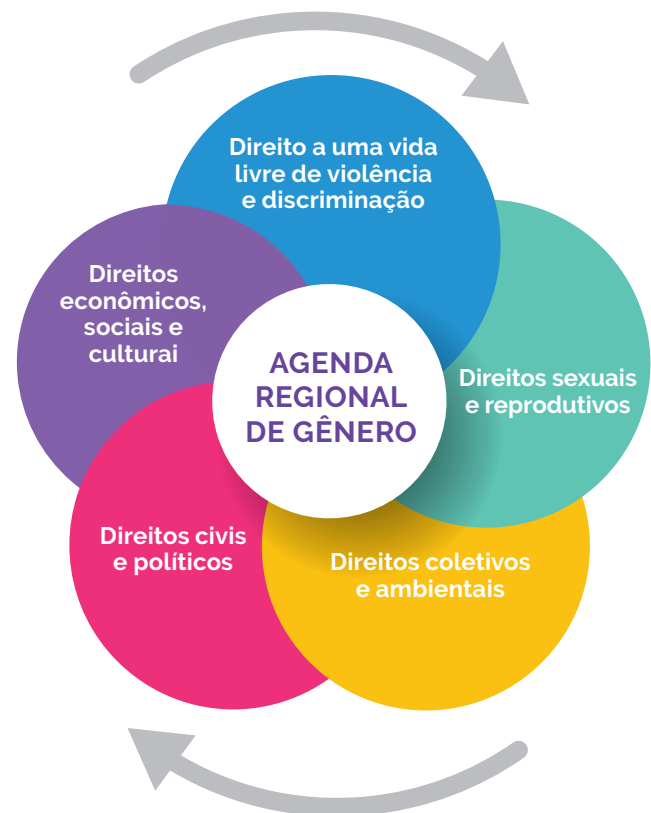 Direito a uma vida
livre de violência
e discriminação
Direitos
econômicos,
sociais e
culturai
AGENDA
REGIONAL
DE GÊNERO
Direitos sexuais
e reprodutivos
Direitos civis
e políticos
Direitos coletivos
e ambientais